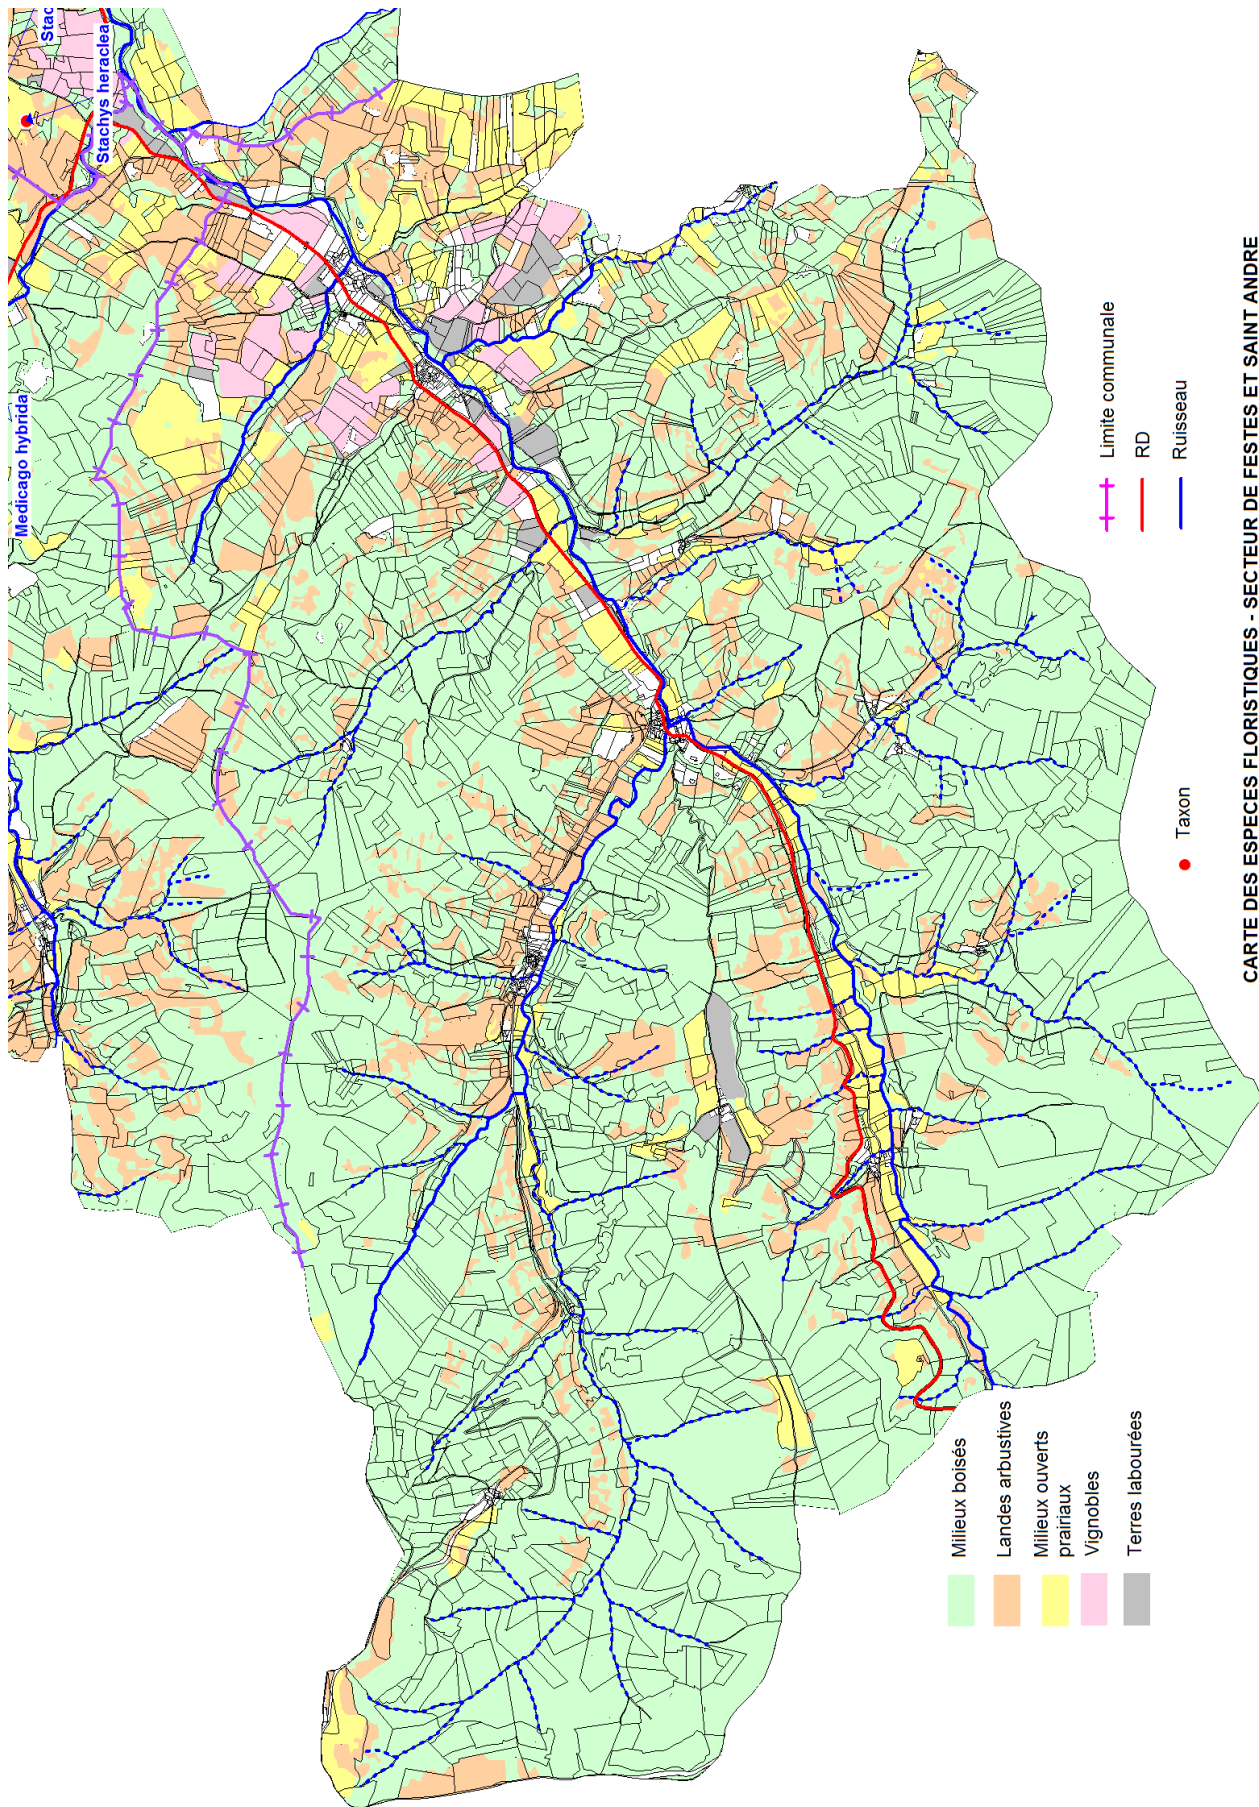 Medicago hybrida
Stachys heraclea
Stac
Milieux boisés
Landes arbustives
Milieux ouverts
prairiaux
Vignobles
Terres labourées
Taxon
Limite communale
RD
Ruisseau
CARTE DES ESPECES FLORISTIQUES - SECTEUR DE FESTES ET SAINT ANDRE